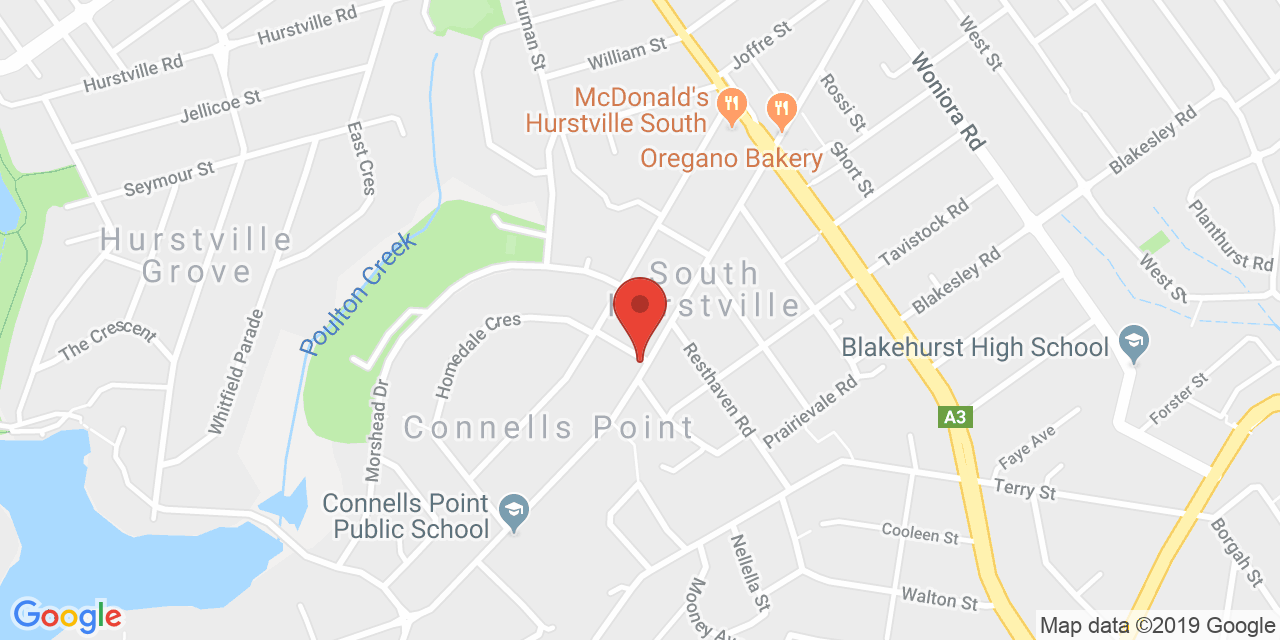 Hurstville Rd
Hurstville Rd
Truman St
William St
Joffre St
West St
Woniora Rd
Jellicoe St
McDonald's
Hurstville South
Rossi St
East Cres
Oregano Bakery
Short St
Blakesley Rd
Seymour St
Planthurst Rd
Tavistock Rd
Hurstville
Grove
Poulton Creek
South
Hurstville
Blakesley Rd
West St
The Crescent
Whitfield Parade
Homedale Cres
Blakehurst High School
Resthaven Rd
Prairievale Rd
Forster St
Morshead Dr
Connells Point
A3
Faye Ave
Connells Point
Public School
Terry St
Cooleen St
Borgah St
Nellella St
Mooney Av
Walton St
Google
Map data ©2019 Google